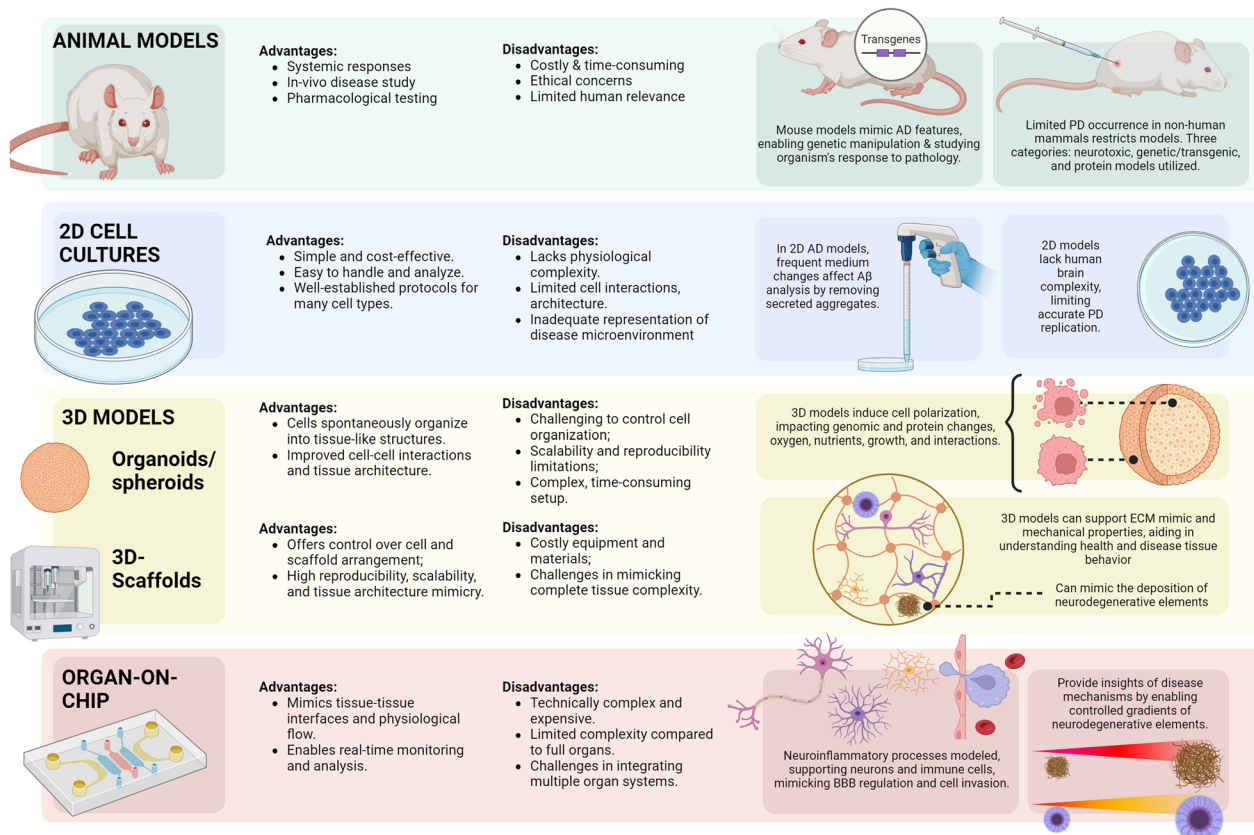 ANIMAL MODELS
Advantages:
• Systemic responses
• In-vivo disease study
• Pharmacological testing
Disadvantages:
• Costly & time-consuming
• Ethical concerns
• Limited human relevance
Transgenes
Mouse models mimic AD features,
enabling genetic manipulation & studying
organism's response to pathology.
Limited PD occurrence in non-human
mammals restricts models. Three
categories: neurotoxic, genetic/transgenic,
and protein models utilized.
2D CELL
CULTURES
Advantages:
• Simple and cost-effective.
• Easy to handle and analyze.
• Well-established protocols for
many cell types.
Disadvantages:
• Lacks physiological
complexity.
• Limited cell interactions,
architecture.
• Inadequate representation of
disease microenvironment
In 2D AD models,
frequent medium
changes affect Aβ
analysis by removing
secreted aggregates.
2D models
lack human
brain
complexity,
limiting
accurate PD
replication.
3D MODELS
Organoids/
spheroids
Advantages:
• Cells spontaneously organize
into tissue-like structures.
• Improved cell-cell interactions
and tissue architecture.
Disadvantages:
• Challenging to control cell
organization;
• Scalability and reproducibility
limitations;
• Complex, time-consuming
setup.
3D models induce cell polarization,
impacting genomic and protein changes,
oxygen, nutrients, growth, and interactions.
3D-
Scaffolds
Advantages:
• Offers control over cell and
scaffold arrangement;
• High reproducibility, scalability,
and tissue architecture mimicry.
Disadvantages:
• Costly equipment and
materials;
• Challenges in mimicking
complete tissue complexity.
3D models can support ECM mimic and
mechanical properties, aiding in
understanding health and disease tissue
behavior
Can mimic the deposition of
neurodegenerative elements
ORGAN-ON-
CHIP
Advantages:
• Mimics tissue-tissue
interfaces and physiological
flow.
• Enables real-time monitoring
and analysis.
Disadvantages:
• Technically complex and
expensive.
• Limited complexity compared
to full organs.
• Challenges in integrating
multiple organ systems.
Neuroinflammatory processes modeled,
supporting neurons and immune cells,
mimicking BBB regulation and cell invasion.
Provide insights of disease
mechanisms by enabling
controlled gradients of
neurodegenerative elements.